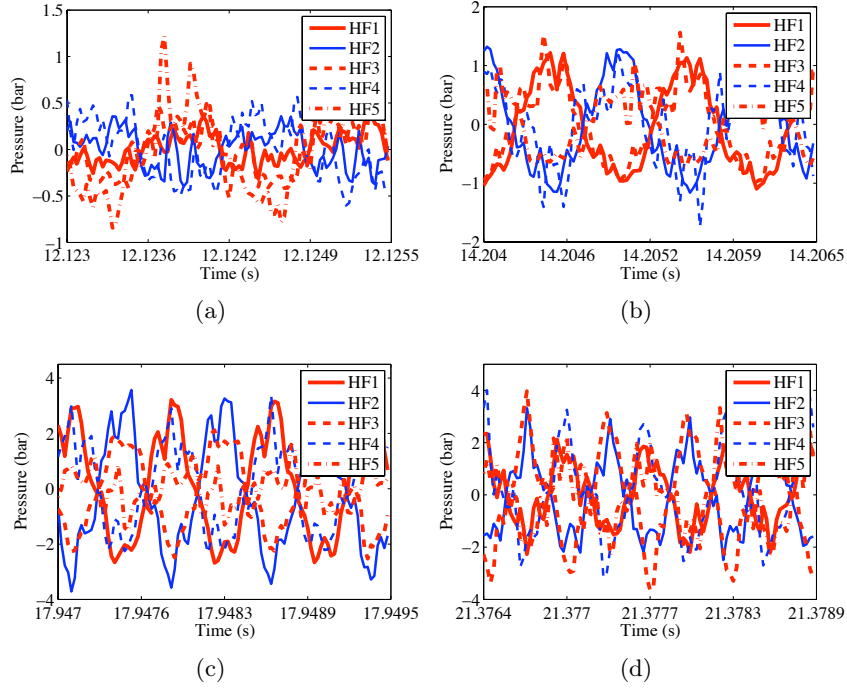 1.5
1
0.5
0
−0.5
−1
Pressure (bar)
HF1
HF2
HF3
HF4
HF5
12.123
12.1236
12.1242
12.1249
12.1255
Time (s)
(a)
2
1
0
−1
−2
Pressure (bar)
HF1
HF2
HF3
HF4
HF5
14.204
14.2046
14.2052
14.2059
14.2065
Time (s)
(b)
4
2
0
−2
−4
Pressure (bar)
HF1
HF2
HF3
HF4
HF5
17.947
17.9476
17.9483
17.9489
17.9495
Time (s)
(c)
4
2
0
−2
−4
Pressure (bar)
HF1
HF2
HF3
HF4
HF5
21.3764
21.377
21.3777
21.3783
21.3789
Time (s)
(d)